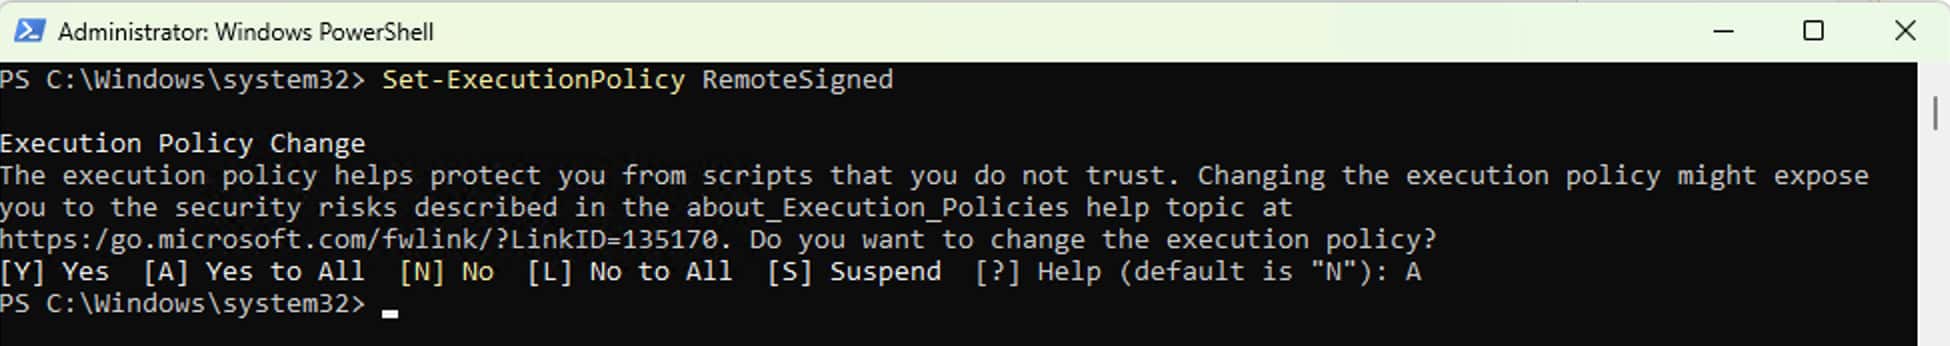 Administrator: Windows PowerShell
PS C:\Windows\system32> Set-ExecutionPolicy RemoteSigned
Execution Policy Change
The execution policy helps protect you from scripts that you do not trust. Changing the execution policy might expose
you to the security risks described in the about_Execution_Policies help topic at
https:/go.microsoft.com/fwlink/?LinkID=135170. Do you want to change the execution policy?
[Y] Yes  [A] Yes to All  [N] No  [L] No to All  [S] Suspend  [?] Help (default is "N"): A
PS C:\Windows\system32>